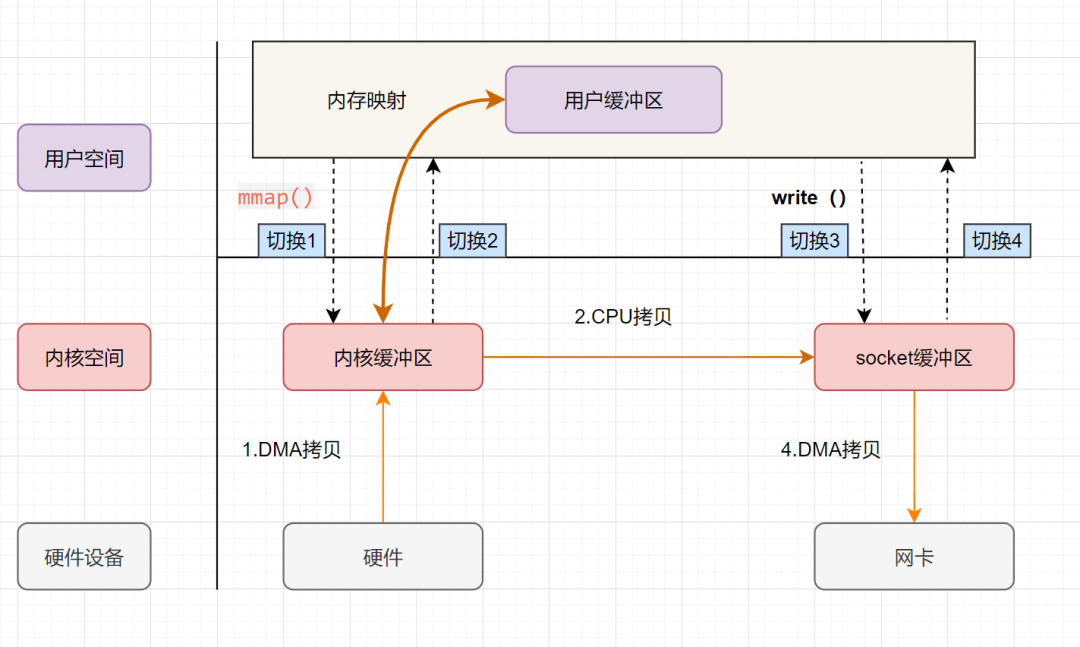 内存映射
用户缓冲区
用户空间
mmap()
write（）
切换1
切换2
切换3
切换4
2.CPU拷贝
内核空间
内核缓冲区
socket缓冲区
1.DMA拷贝
4.DMA拷贝
硬件设备
硬件
网卡